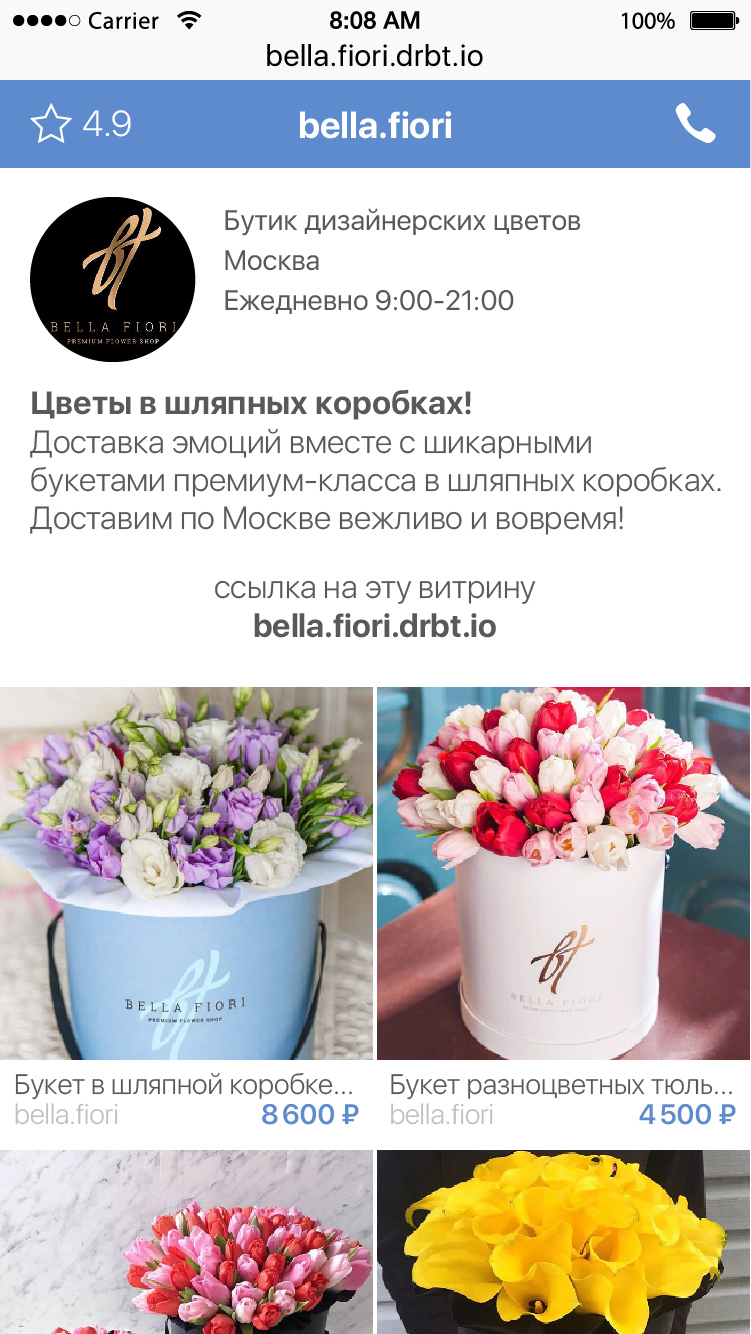 Carrier 8:08 AM 100%
bella.fiori.drbt.io
4.9 bella.fiori
Бутик дизайнерских цветов
Москва
Ежедневно 9:00-21:00
BELLA FIORI
PREMIUM FLOWER SHOP
Цветы в шляпных коробках!
Доставка эмоций вместе с шикарными
букетами премиум-класса в шляпных коробках.
Доставим по Москве вежливо и вовремя!
ссылка на эту витрину
bella.fiori.drbt.io
BELLA FIORI
PREMIUM FLOWER SHOP
BELLA FIORI
PREMIUM FLOWER SHOP
Букет в шляпной коробке...
bella.fiori 8 600 ₽
Букет разноцветных тюль...
bella.fiori 4 500 ₽